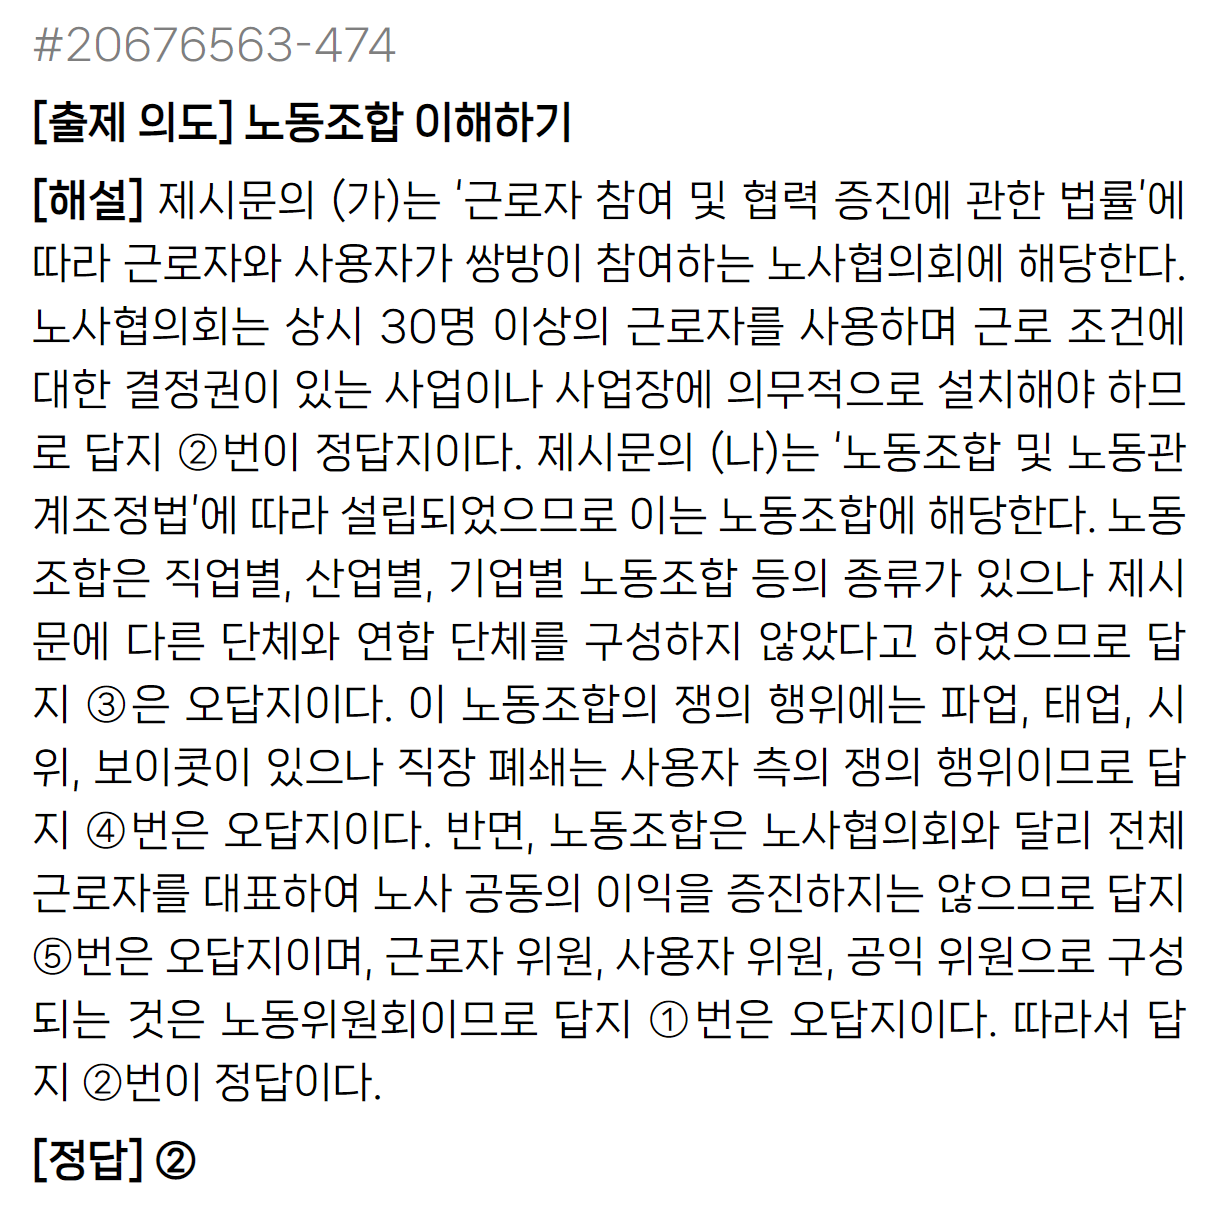 #20676563-474
[출제 의도] 노동조합 이해하기
[해설] 제시문의 (가)는 '근로자 참여 및 협력 증진에 관한 법률'에
따라 근로자와 사용자가 쌍방이 참여하는 노사협의회에 해당한다.
노사협의회는 상시 30명 이상의 근로자를 사용하며 근로 조건에
대한 결정권이 있는 사업이나 사업장에 의무적으로 설치해야 하므
로 답지 ②번이 정답지이다. 제시문의 (나)는 '노동조합 및 노동관
계조정법'에 따라 설립되었으므로 이는 노동조합에 해당한다. 노동
조합은 직업별, 산업별, 기업별 노동조합 등의 종류가 있으나 제시
문에 다른 단체와 연합 단체를 구성하지 않았다고 하였으므로 답
지 ③은 오답지이다. 이 노동조합의 쟁의 행위에는 파업, 태업, 시
위, 보이콧이 있으나 직장 폐쇄는 사용자 측의 쟁의 행위이므로 답
지 ④번은 오답지이다. 반면, 노동조합은 노사협의회와 달리 전체
근로자를 대표하여 노사 공동의 이익을 증진하지는 않으므로 답지
⑤번은 오답지이며, 근로자 위원, 사용자 위원, 공익 위원으로 구성
되는 것은 노동위원회이므로 답지 ①번은 오답지이다. 따라서 답
지 ②번이 정답이다.
[정답] ②